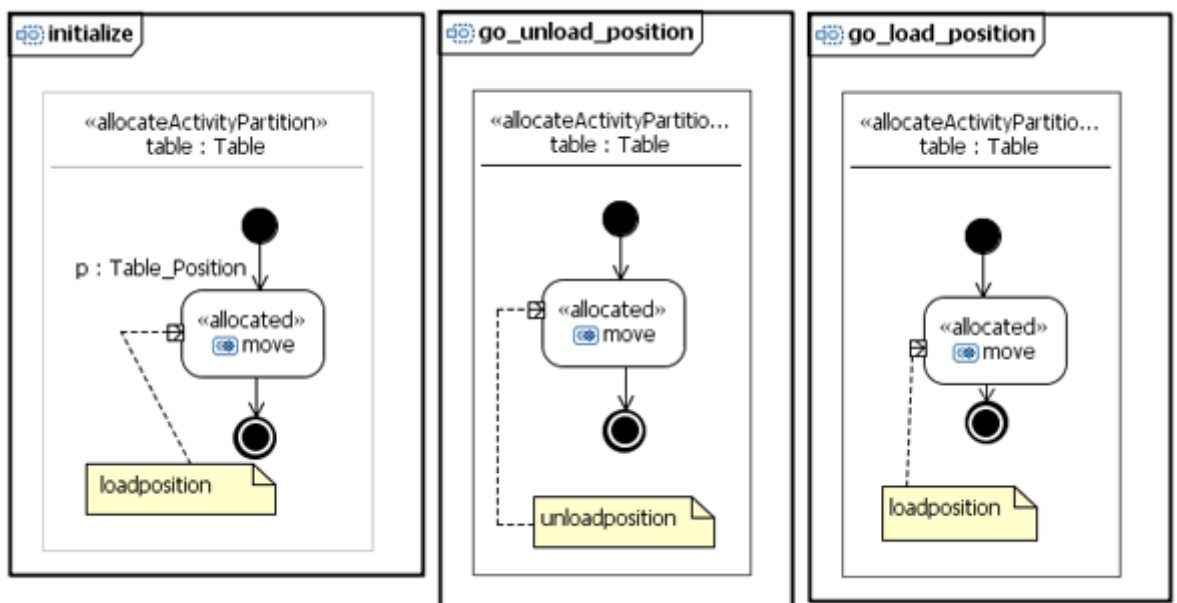 initialize
«allocateActivityPartition»
table : Table
p : Table_Position
«allocated»
move
loadposition
go_unload_position
«allocateActivityPartitio...
table : Table
«allocated»
move
unloadposition
go_load_position
«allocateActivityPartitio...
table : Table
«allocated»
move
loadposition